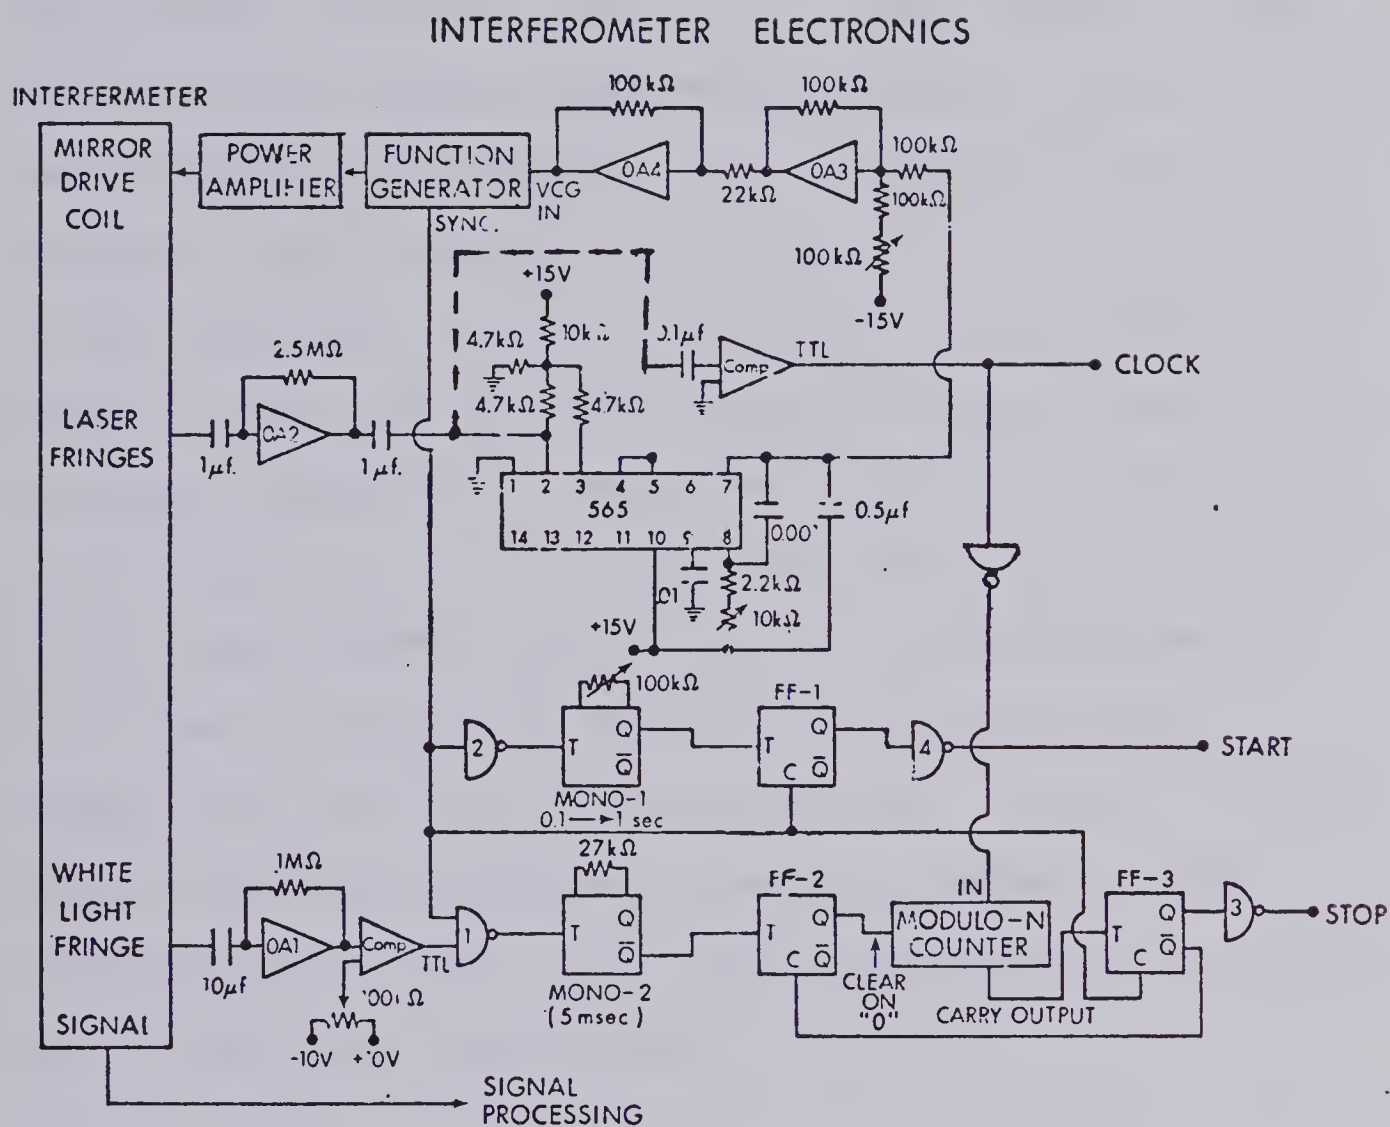 INTERFEROMETER ELECTRONICS
INTERFERMETER
MIRROR
DRIVE
COIL
POWER
AMPLIFIER
FUNCTION
GENERATOR
SYNC.
VCG
IN
100kΩ
OA4
22kΩ
100kΩ
OA3
100kΩ
100kΩ
100kΩ
-15V
+15V
10kΩ
4.7kΩ
4.7kΩ
4.7kΩ
0.1μf
Comp
TTL
CLOCK
LASER
FRINGES
1μf.
2.5MΩ
OA2
1μf.
1 2 3 4 5 6 7
565
14 13 12 11 10 9 8
.01
0.5μf
2.2kΩ
10kΩ
+15V
100kΩ
2
T Q
Q̅
MONO-1
0.1→1 sec
FF-1
T Q
C Q̅
4
START
WHITE
LIGHT
FRINGE
10μf
.1MΩ
OA1
Comp
TTL
-10V
1
27kΩ
T Q
Q̅
MONO-2
(5 msec)
FF-2
T Q
C Q̅
CLEAR
ON
"0"
IN
MODULO-N
COUNTER
CARRY OUTPUT
FF-3
T Q
C Q̅
3
STOP
SIGNAL
SIGNAL
PROCESSING